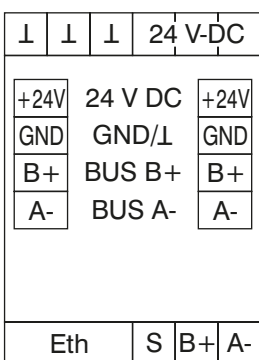 ⊥ ⊥ ⊥ 24 V-DC
+24V 24 V DC +24V
GND GND/⊥ GND
B+ BUS B+ B+
A- BUS A- A-
Eth S B+ A-